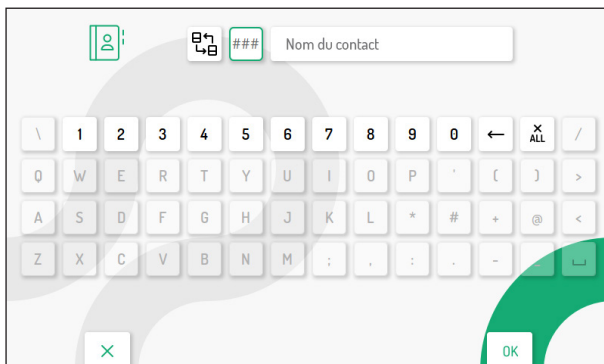 ### Nom du contact
\ 1 2 3 4 5 6 7 8 9 0 ← × ALL /
Q W E R T Y U I O P ' ( ) >
A S D F G H J K L * # + @ <
Z X C V B N M ; , : . - _
× OK